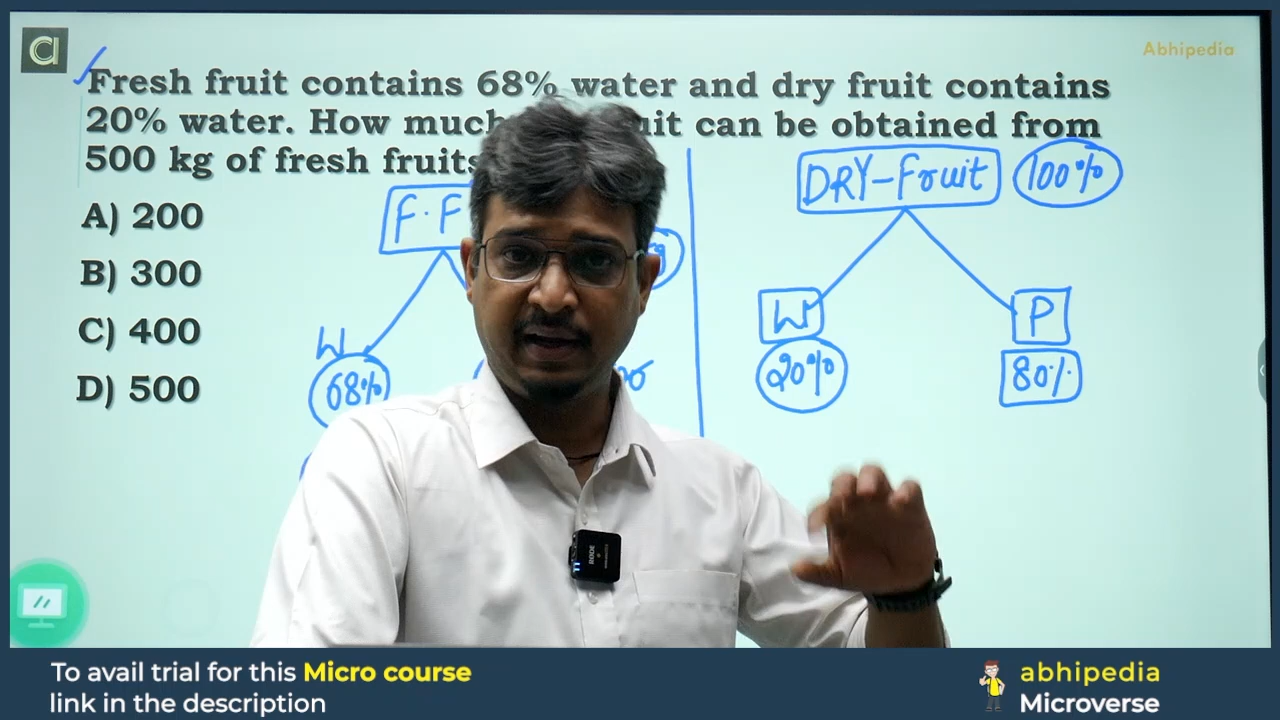 Abhipedia
Fresh fruit contains 68% water and dry fruit contains
20% water. How much uit can be obtained from
500 kg of fresh fruits
A) 200
B) 300
C) 400
D) 500
F.F
DRY-Fruit 100%
W
68%
W
P
20%
80%
RODE
To avail trial for this Micro course
link in the description
abhipedia
Microverse